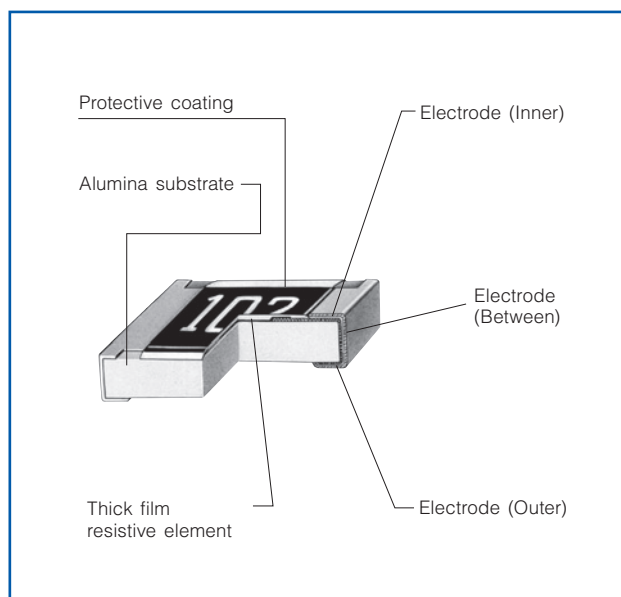 Protective coating
Electrode (Inner)
Alumina substrate
102
Electrode
(Between)
Thick film
resistive element
Electrode (Outer)